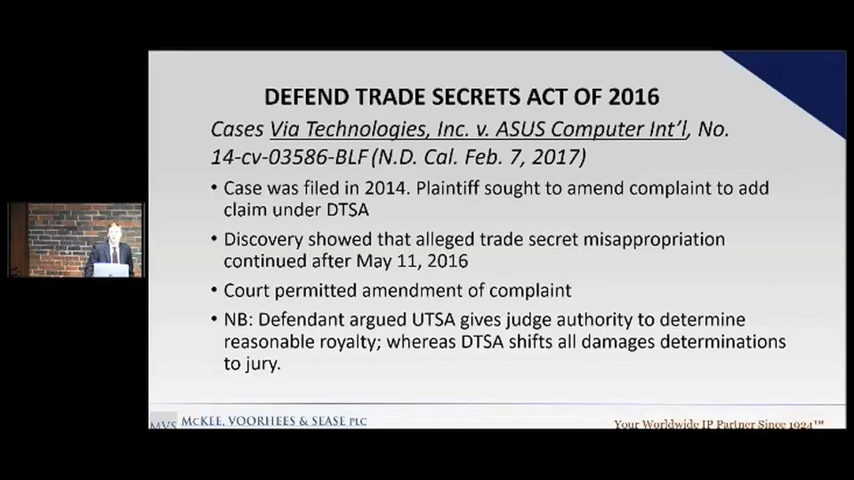 DEFEND TRADE SECRETS ACT OF 2016
Cases Via Technologies, Inc. v. ASUS Computer Int'l, No.
14-cv-03586-BLF (N.D. Cal. Feb. 7, 2017)
• Case was filed in 2014. Plaintiff sought to amend complaint to add
claim under DTSA
• Discovery showed that alleged trade secret misappropriation
continued after May 11, 2016
• Court permitted amendment of complaint
• NB: Defendant argued UTSA gives judge authority to determine
reasonable royalty; whereas DTSA shifts all damages determinations
to jury.
MVS MCKEE, VOORHEES & SEASE PLC
Your Worldwide IP Partner Since 1924™